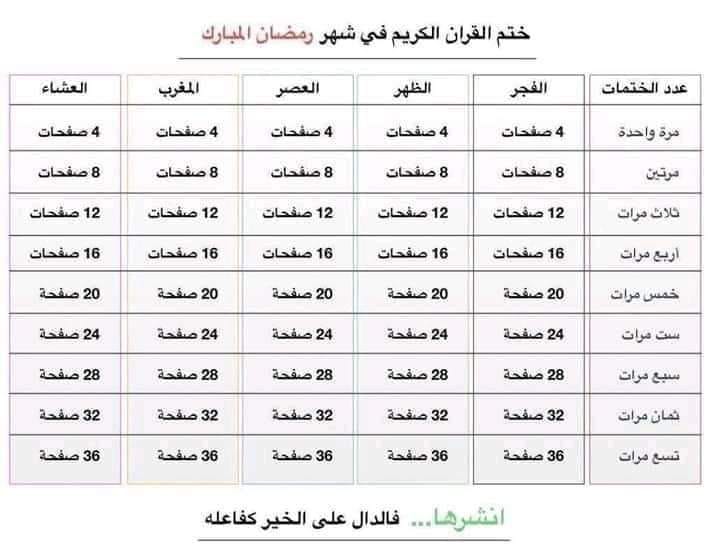 ختم القران الكريم في شهر رمضان المبارك
عدد الختمات الفجر الظهر العصر المغرب العشاء
مرة واحدة 4 صفحات 4 صفحات 4 صفحات 4 صفحات 4 صفحات
مرتين 8 صفحات 8 صفحات 8 صفحات 8 صفحات 8 صفحات
ثلاث مرات 12 صفحات 12 صفحات 12 صفحات 12 صفحات 12 صفحات
أربع مرات 16 صفحات 16 صفحات 16 صفحات 16 صفحات 16 صفحات
خمس مرات 20 صفحة 20 صفحة 20 صفحة 20 صفحة 20 صفحة
ست مرات 24 صفحة 24 صفحة 24 صفحة 24 صفحة 24 صفحة
سبع مرات 28 صفحة 28 صفحة 28 صفحة 28 صفحة 28 صفحة
ثمان مرات 32 صفحة 32 صفحة 32 صفحة 32 صفحة 32 صفحة
تسع مرات 36 صفحة 36 صفحة 36 صفحة 36 صفحة 36 صفحة
انشرها... فالدال على الخير كفاعله